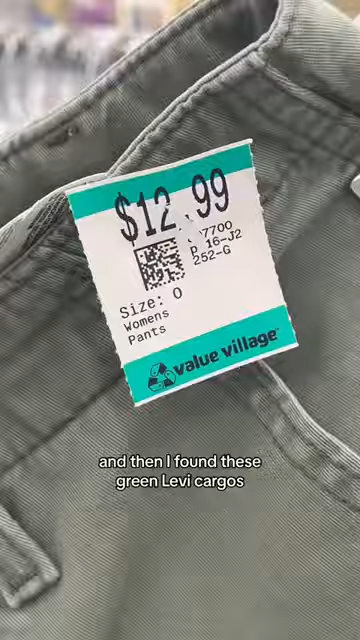 $12.99
7700
p 16-J2
252-G
Size: 0
Womens
Pants
value village
and then I found these
green Levi cargos